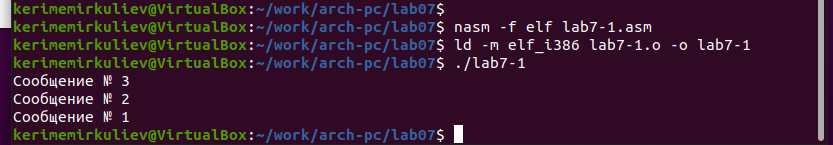 kerimemirkuliev@VirtualBox:~/work/arch-pc/lab07$
kerimemirkuliev@VirtualBox:~/work/arch-pc/lab07$ nasm -f elf lab7-1.asm
kerimemirkuliev@VirtualBox:~/work/arch-pc/lab07$ ld -m elf_i386 lab7-1.o -o lab7-1
kerimemirkuliev@VirtualBox:~/work/arch-pc/lab07$ ./lab7-1
Сообщение № 3
Сообщение № 2
Сообщение № 1
kerimemirkuliev@VirtualBox:~/work/arch-pc/lab07$